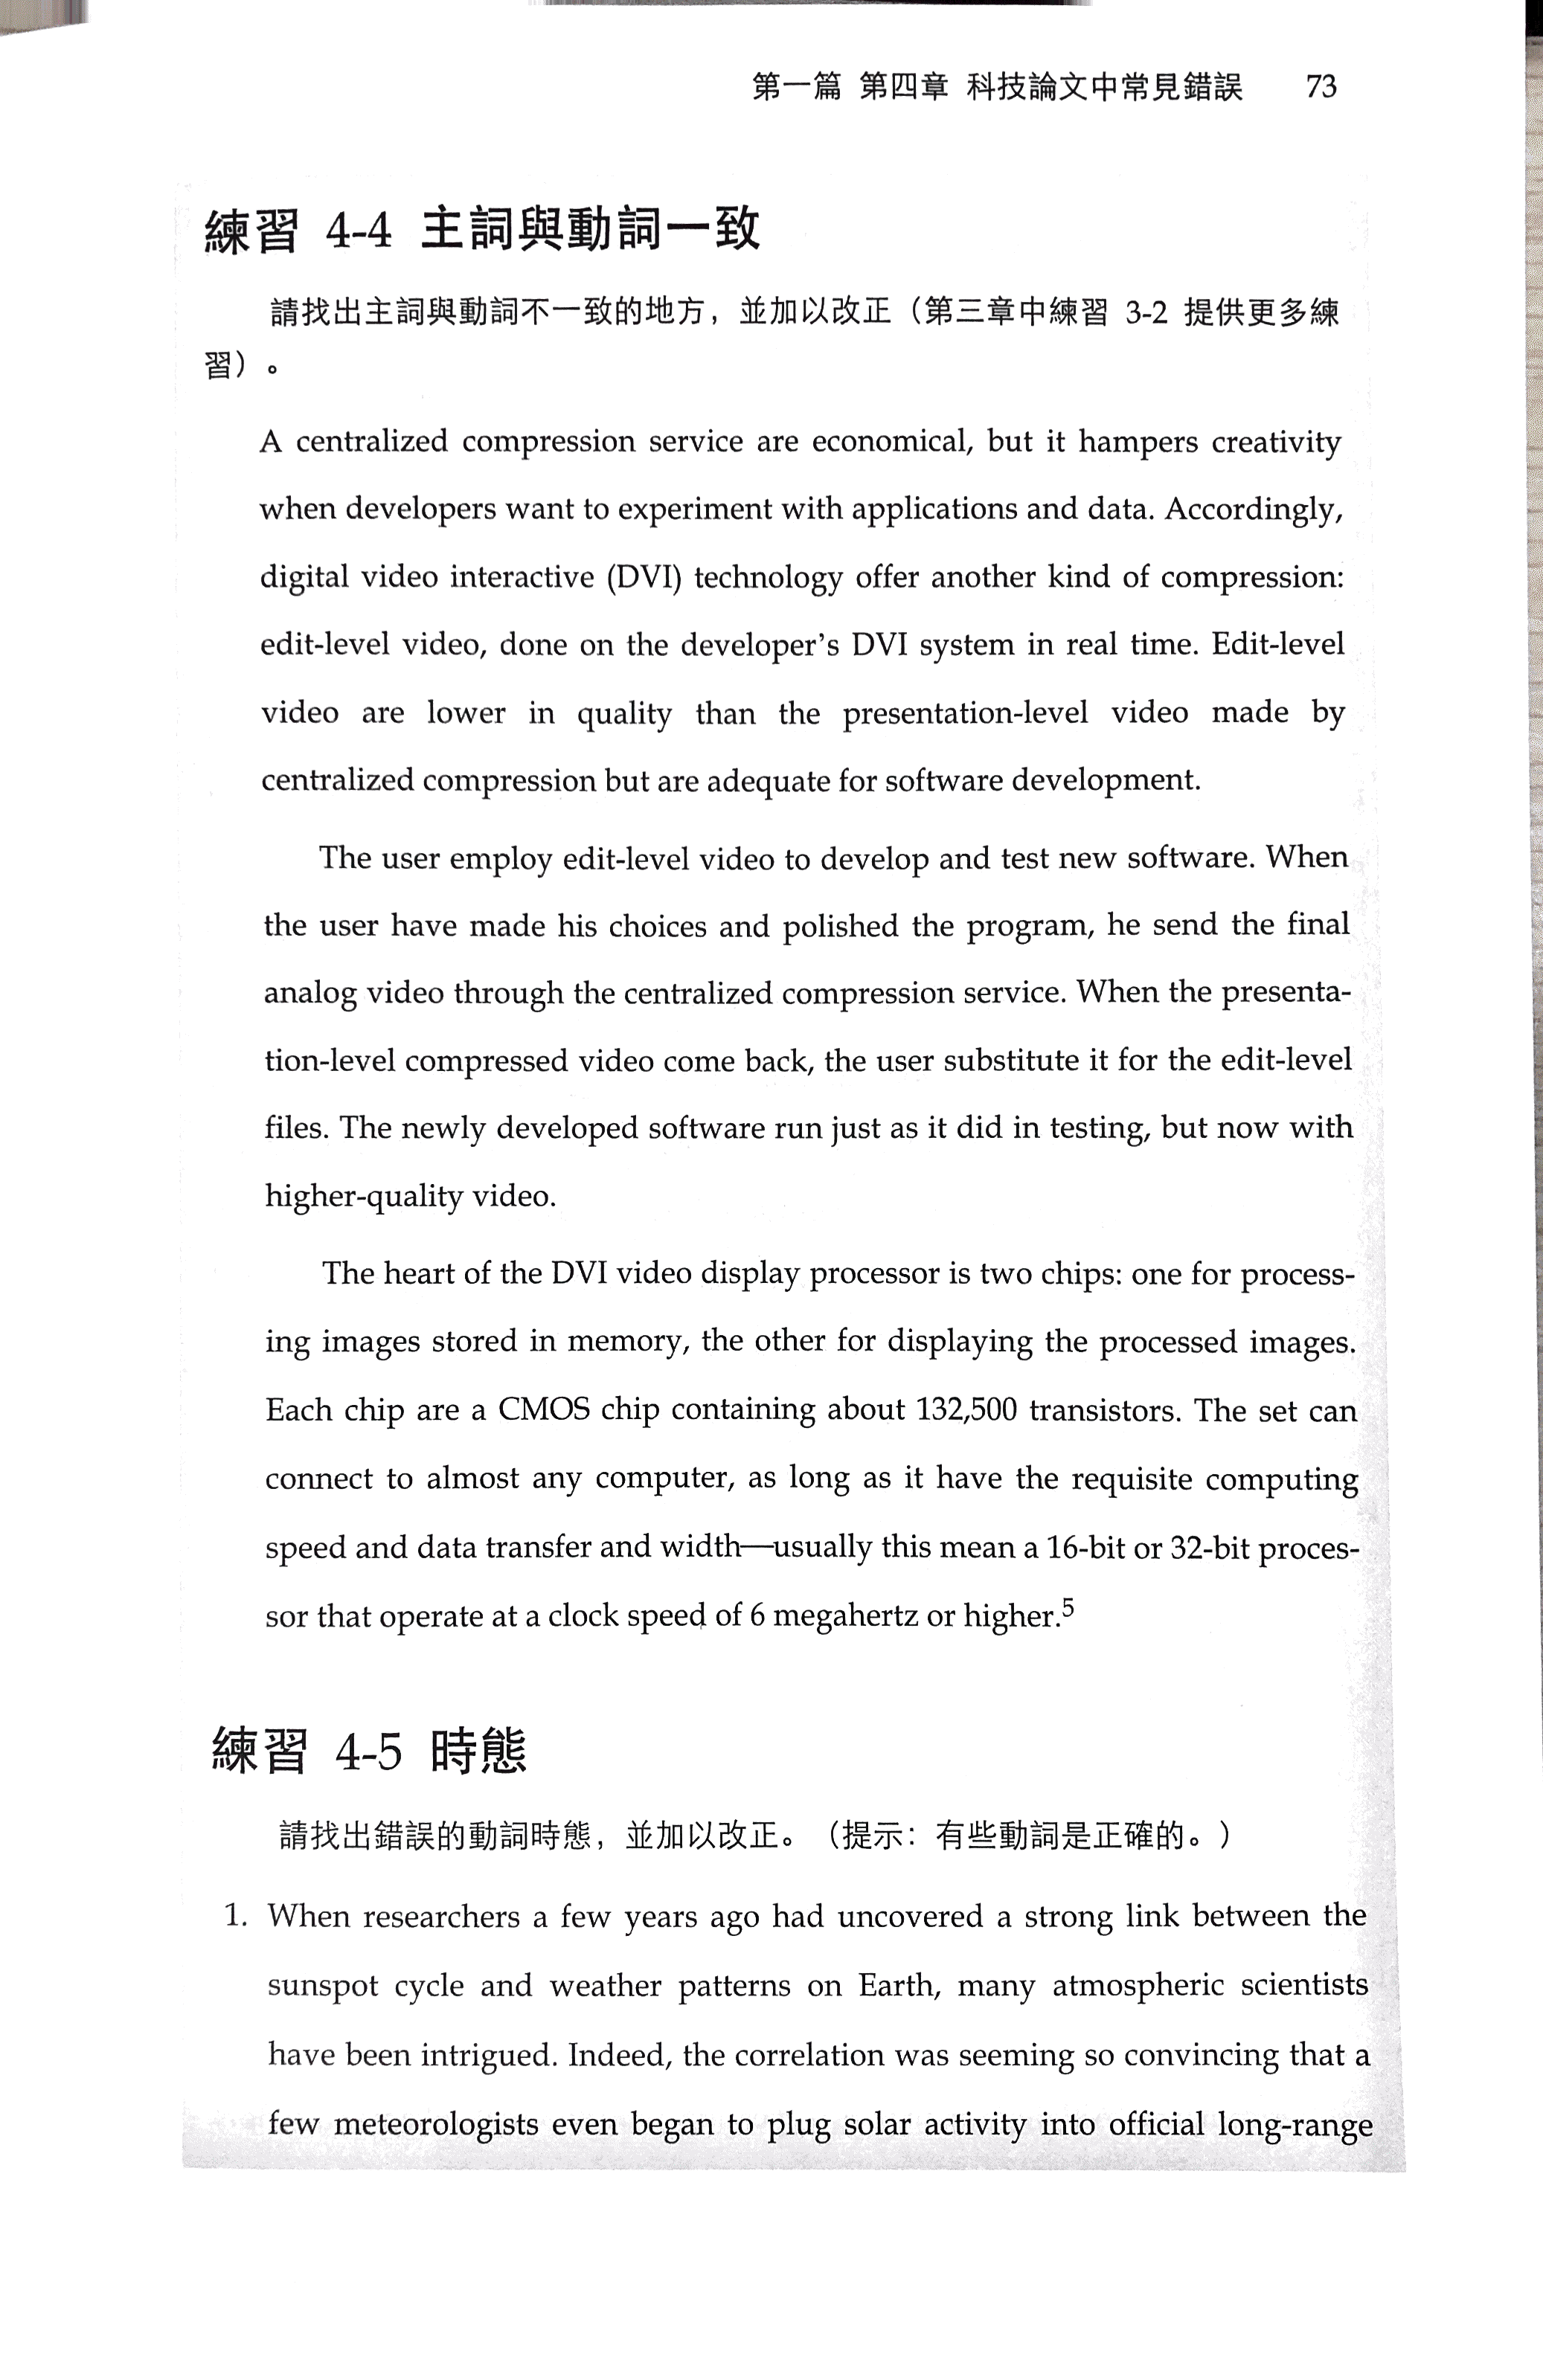 第一篇 第四章 科技論文中常見錯誤 73
練習 4-4 主詞與動詞一致
請找出主詞與動詞不一致的地方，並加以改正（第三章中練習 3-2 提供更多練
習）。
A centralized compression service are economical, but it hampers creativity
when developers want to experiment with applications and data. Accordingly,
digital video interactive (DVI) technology offer another kind of compression:
edit-level video, done on the developer's DVI system in real time. Edit-level
video are lower in quality than the presentation-level video made by
centralized compression but are adequate for software development.
The user employ edit-level video to develop and test new software. When
the user have made his choices and polished the program, he send the final
analog video through the centralized compression service. When the presenta-
tion-level compressed video come back, the user substitute it for the edit-level
files. The newly developed software run just as it did in testing, but now with
higher-quality video.
The heart of the DVI video display processor is two chips: one for process-
ing images stored in memory, the other for displaying the processed images.
Each chip are a CMOS chip containing about 132,500 transistors. The set can
connect to almost any computer, as long as it have the requisite computing
speed and data transfer and width—usually this mean a 16-bit or 32-bit proces-
sor that operate at a clock speed of 6 megahertz or higher.5
練習 4-5 時態
請找出錯誤的動詞時態，並加以改正。（提示：有些動詞是正確的。）
1. When researchers a few years ago had uncovered a strong link between the
sunspot cycle and weather patterns on Earth, many atmospheric scientists
have been intrigued. Indeed, the correlation was seeming so convincing that a
few meteorologists even began to plug solar activity into official long-range